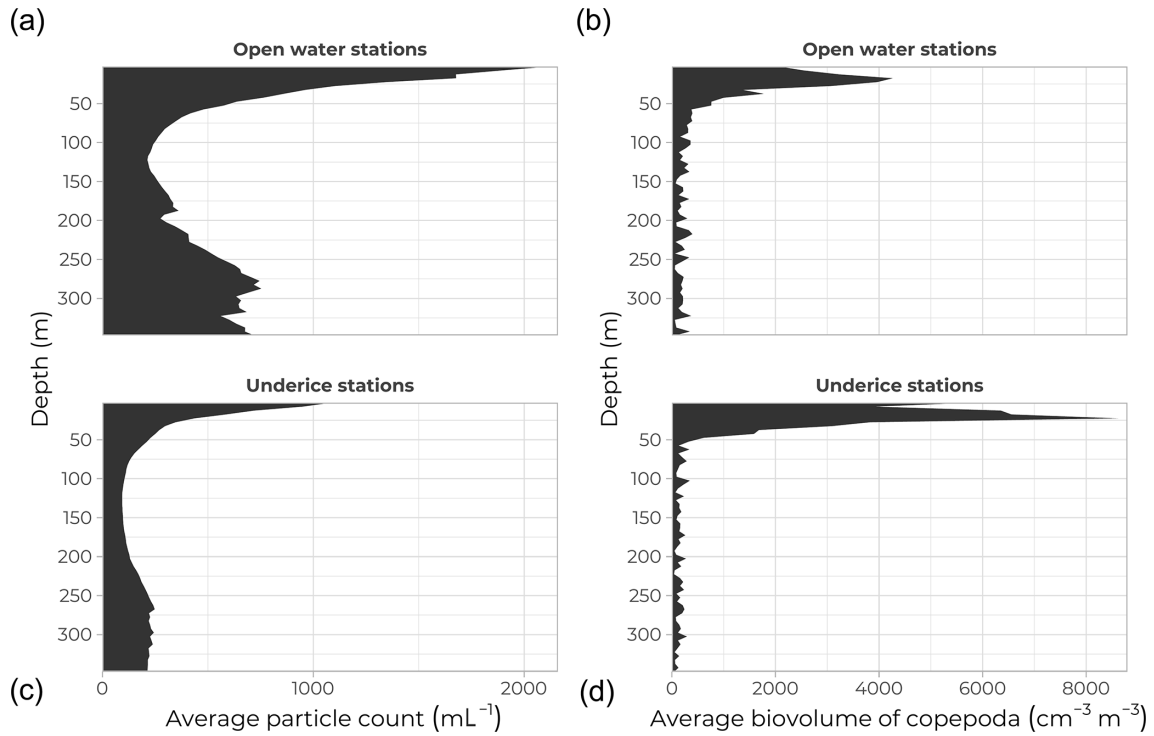 (a)
(b)
Open water stations
Open water stations
50
100
150
200
250
300
50
100
150
200
250
300
Depth (m)
Depth (m)
Underice stations
Underice stations
50
100
150
200
250
300
50
100
150
200
250
300
(c)
(d)
0 1000 2000
0 2000 4000 6000 8000
Average particle count (mL⁻¹)
Average biovolume of copepoda (cm⁻³ m⁻³)